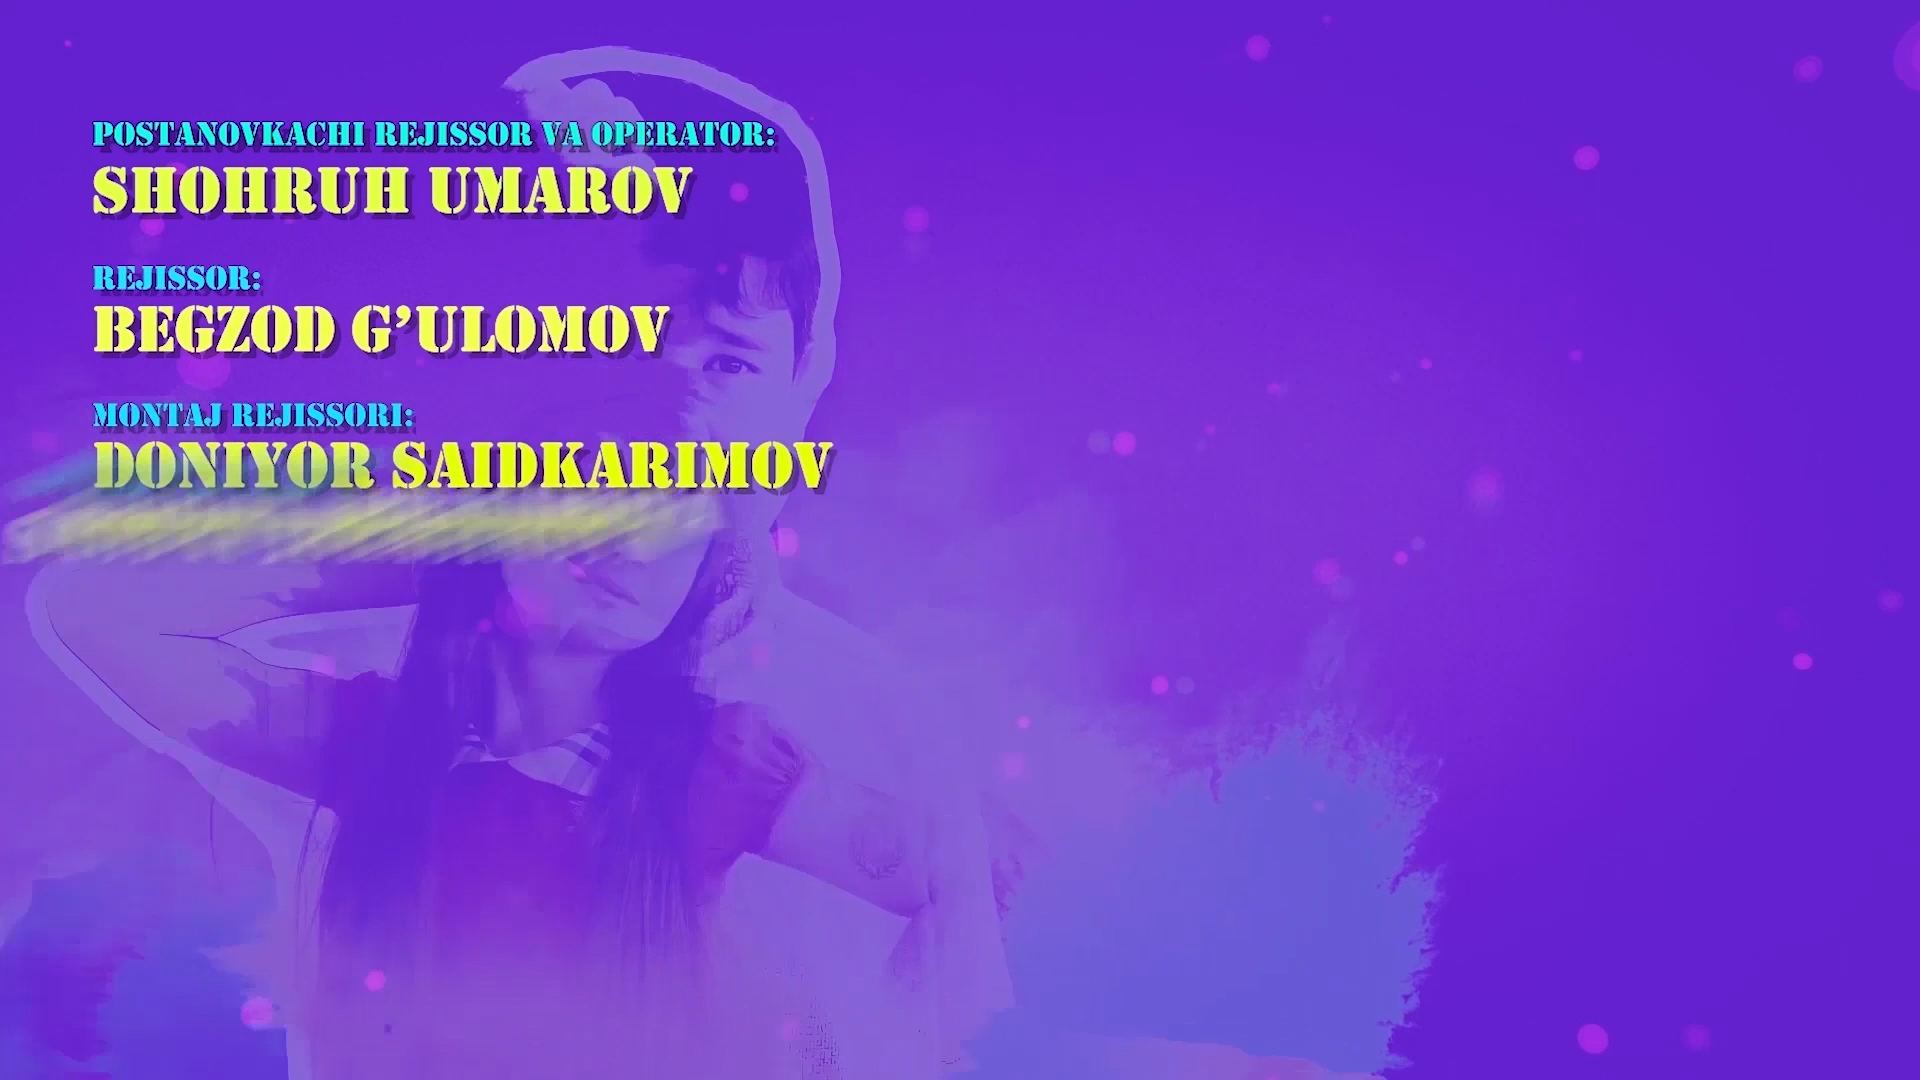 POSTANOVKACHI REJISSOR VA OPERATOR:
SHOHRUH UMAROV
REJISSOR:
BEGZOD G’ULOMOV
MONTAJ REJISSORI:
DONIYOR SAIDKARIMOV